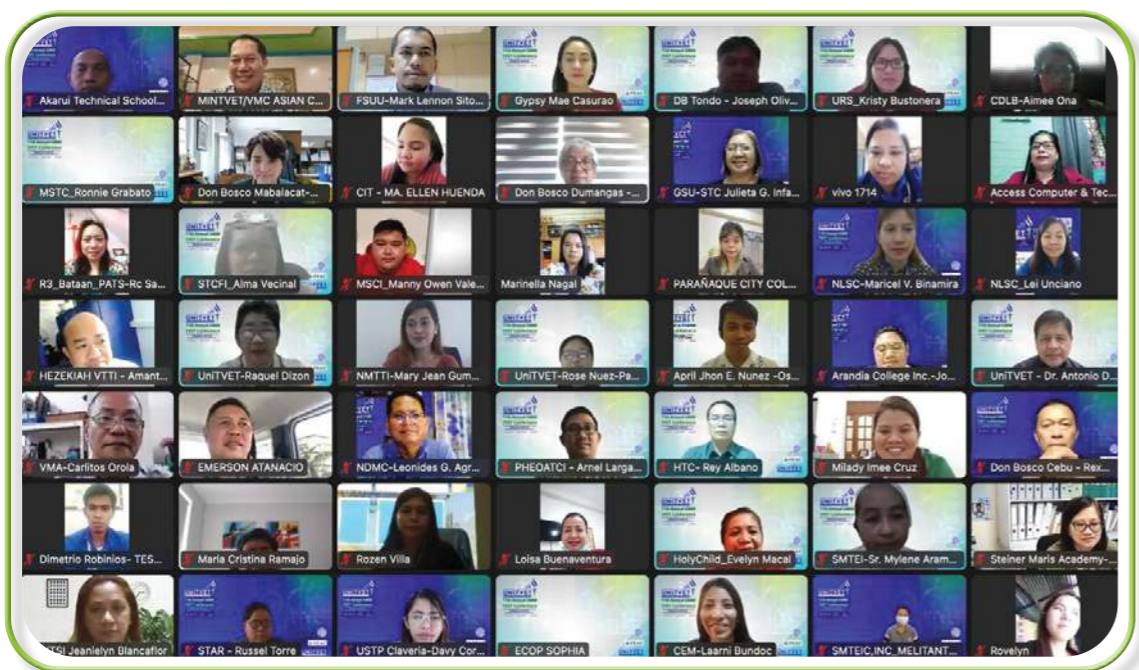 Akarui Technical School...
MINTVET/VMC ASIAN C...
FSUU-Mark Lennon Sito...
Gypsy Mae Casurao
DB Tondo - Joseph Oliv...
URS_Kristy Bustonera
CDLB-Aimee Ona
MSTC_Ronnie Grabato
Don Bosco Mabalacat-...
CIT - MA. ELLEN HUENDA
Don Bosco Dumangas -...
GSU-STC Julieta G. Infa...
vivo 1714
Access Computer & Tec...
R3_Bataan_PATS-Rc Sa...
STCFI_Alma Vecinal
MSCI_Manny Owen Vale...
Marinella Nagal
PARAÑAQUE CITY COL...
NLSC-Maricel V. Binamira
NLSC_Lei Unciano
HEZEKIAH VTTI - Amant...
UniTVET-Raquel Dizon
NMTTI-Mary Jean Gum...
UniTVET-Rose Nuez-Pa...
April Jhon E. Nunez -Os...
Arandia College Inc.-Jo...
UniTVET - Dr. Antonio D...
VMA-Carlitos Orola
EMERSON ATANACIO
NDMC-Leonides G. Agr...
PHEOATCI - Arnel Larga...
HTC- Rey Albano
Milady Imee Cruz
Don Bosco Cebu - Rex...
Dimetrio Robinios- TES...
Maria Cristina Ramajo
Rozen Villa
Loisa Buenaventura
HolyChild_Evelyn Macal
SMTEI-Sr. Mylene Aram...
Steiner Maris Academy-...
Jeanielyn Blancaflor
STAR - Russel Torre
USTP Claveria-Davy Cor...
ECOP SOPHIA
CEM-Laarni Bundoc
SMTEIC,INC_MELITANT...
Rovelyn